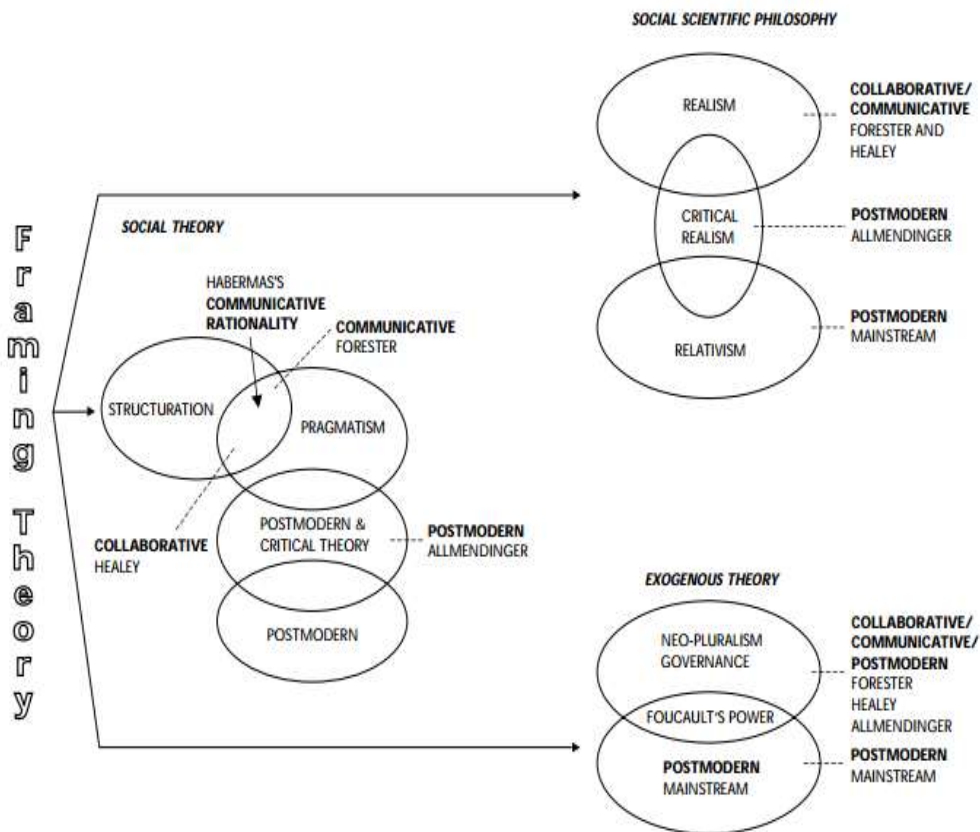 Framing Theory
SOCIAL SCIENTIFIC PHILOSOPHY
REALISM
COLLABORATIVE/
COMMUNICATIVE
FORESTER AND
HEALEY
CRITICAL
REALISM
POSTMODERN
ALLMENDINGER
RELATIVISM
POSTMODERN
MAINSTREAM
SOCIAL THEORY
HABERMAS'S
COMMUNICATIVE
RATIONALITY
COMMUNICATIVE
FORESTER
STRUCTURATION
PRAGMATISM
COLLABORATIVE
HEALEY
POSTMODERN &
CRITICAL THEORY
POSTMODERN
ALLMENDINGER
POSTMODERN
EXOGENOUS THEORY
NEO-PLURALISM
GOVERNANCE
COLLABORATIVE/
COMMUNICATIVE/
POSTMODERN
FORESTER
HEALEY
ALLMENDINGER
FOUCAULT'S POWER
POSTMODERN
MAINSTREAM
POSTMODERN
MAINSTREAM